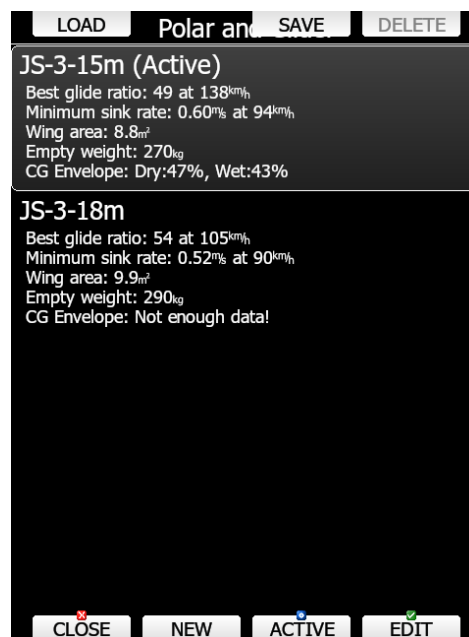 LOAD Polar an SAVE DELETE
JS-3-15m (Active)
Best glide ratio: 49 at 138km/h
Minimum sink rate: 0.60m/s at 94km/h
Wing area: 8.8m²
Empty weight: 270kg
CG Envelope: Dry:47%, Wet:43%
JS-3-18m
Best glide ratio: 54 at 105km/h
Minimum sink rate: 0.52m/s at 90km/h
Wing area: 9.9m²
Empty weight: 290kg
CG Envelope: Not enough data!
CLOSE NEW ACTIVE EDIT